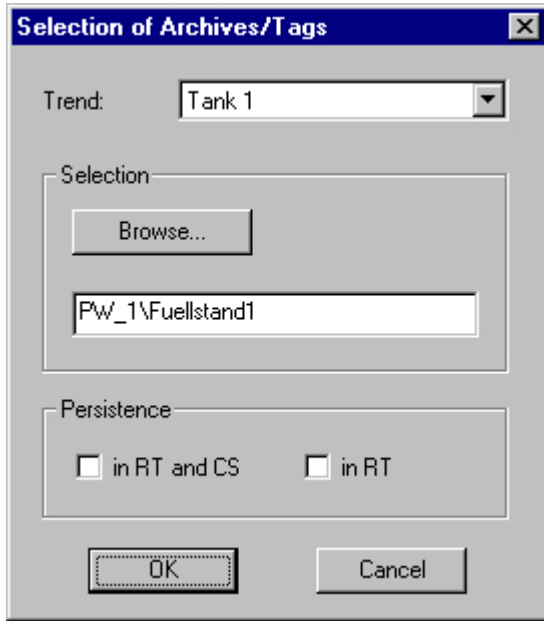 Selection of Archives/Tags
Trend: Tank 1
Selection
Browse...
PW_1\Fuellstand1
Persistence
in RT and CS in RT
OK Cancel